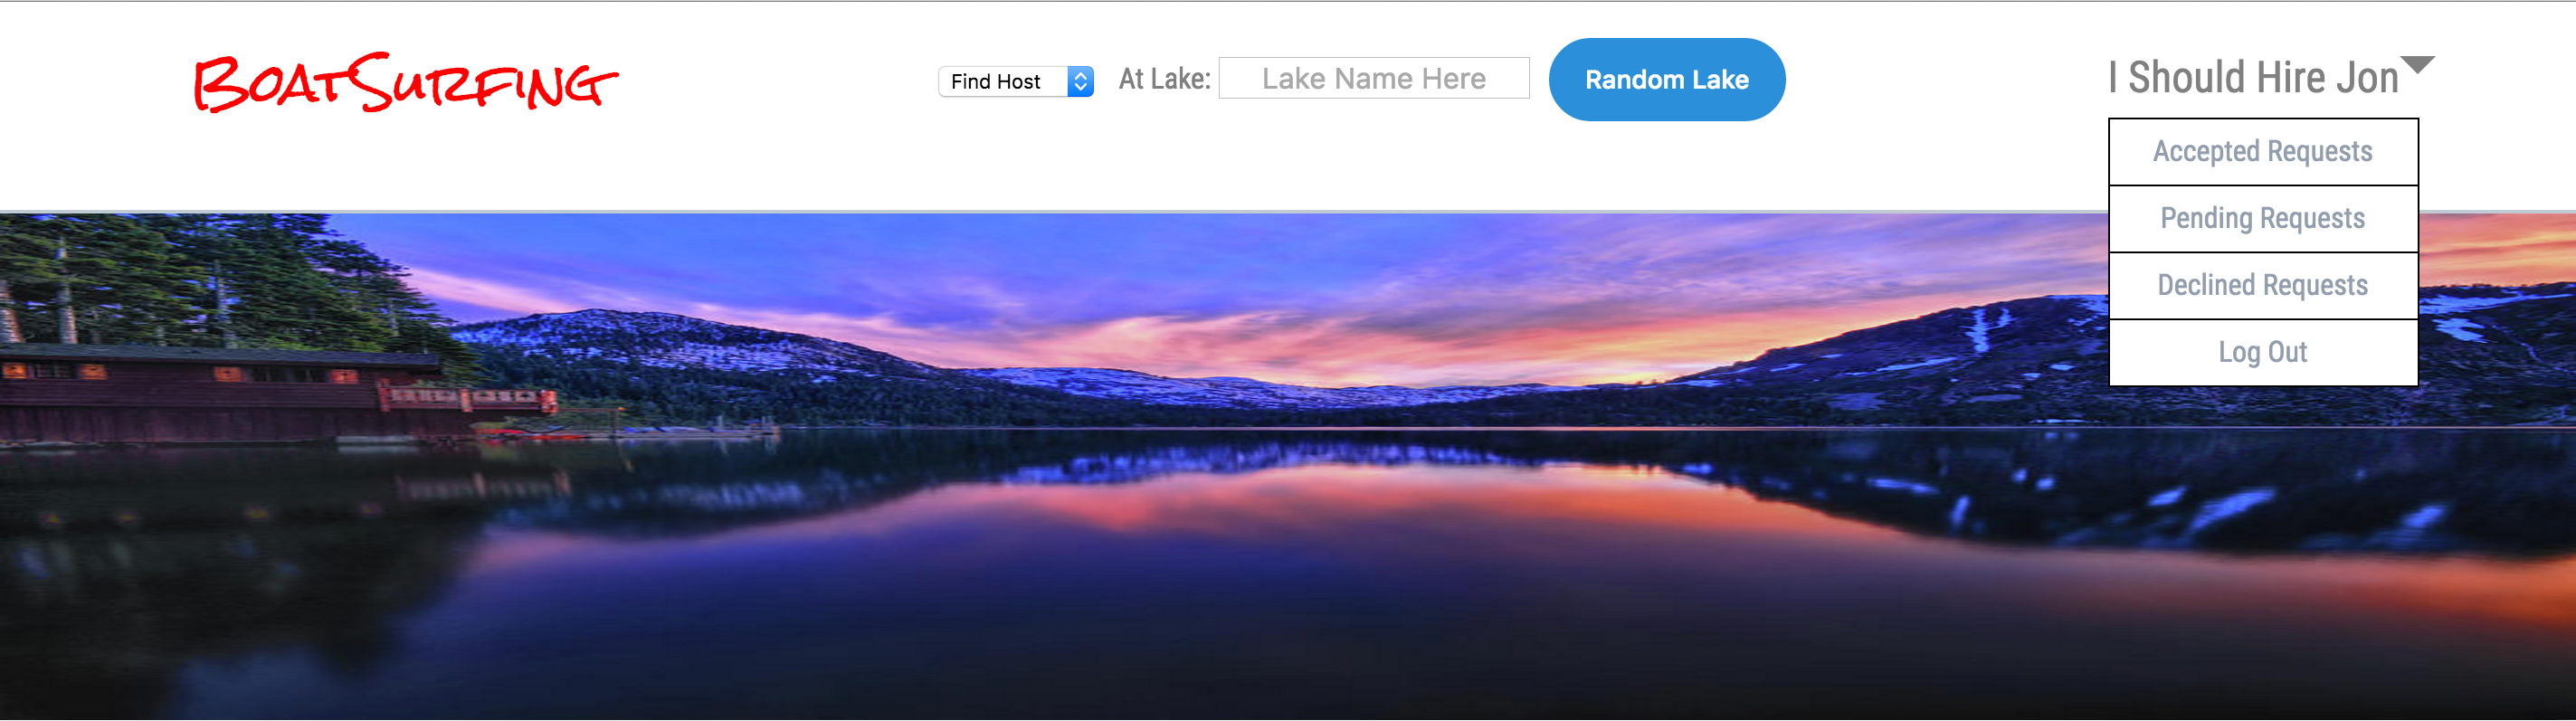 BoatSurfing
Find Host
At Lake:
Lake Name Here
Random Lake
I Should Hire Jon
Accepted Requests
Pending Requests
Declined Requests
Log Out